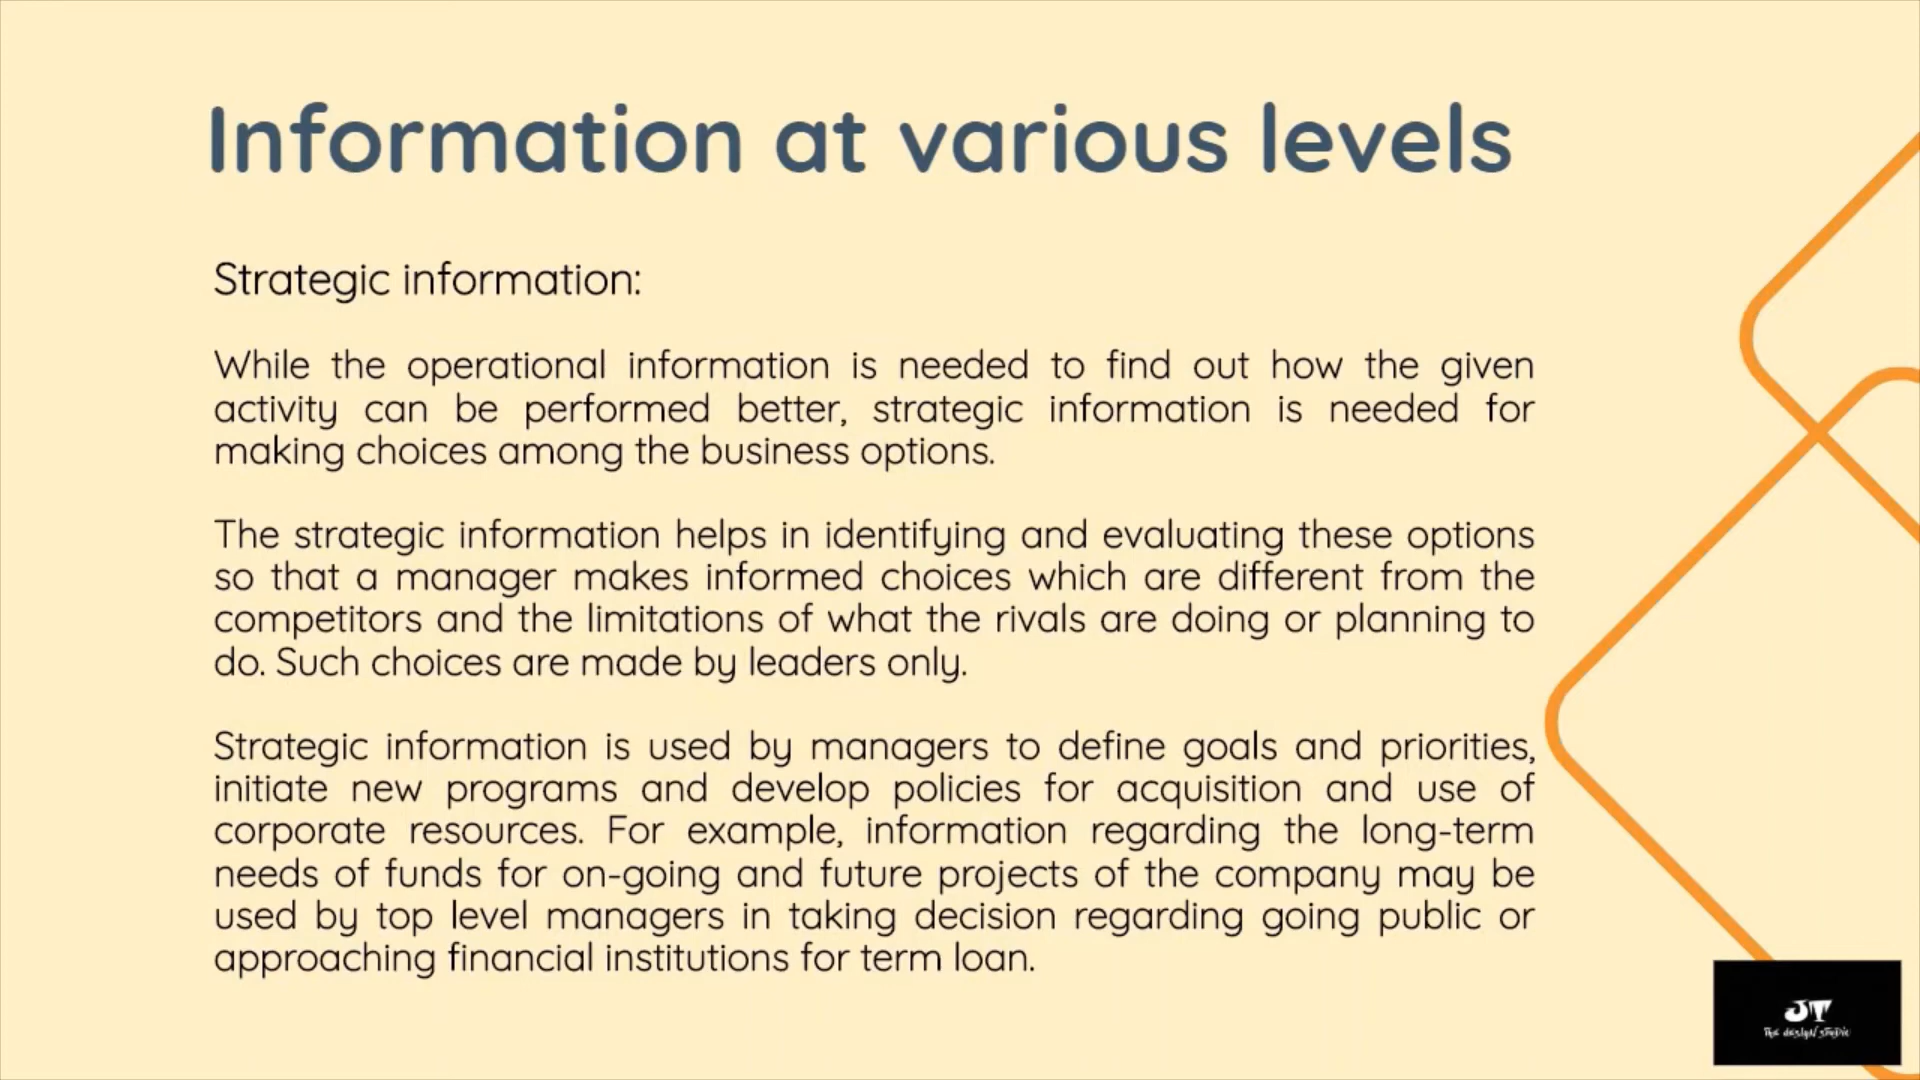 Information at various levels
Strategic information:
While the operational information is needed to find out how the given
activity can be performed better, strategic information is needed for
making choices among the business options.
The strategic information helps in identifying and evaluating these options
so that a manager makes informed choices which are different from the
competitors and the limitations of what the rivals are doing or planning to
do. Such choices are made by leaders only.
Strategic information is used by managers to define goals and priorities,
initiate new programs and develop policies for acquisition and use of
corporate resources. For example, information regarding the long-term
needs of funds for on-going and future projects of the company may be
used by top level managers in taking decision regarding going public or
approaching financial institutions for term loan.
JT
The design studio